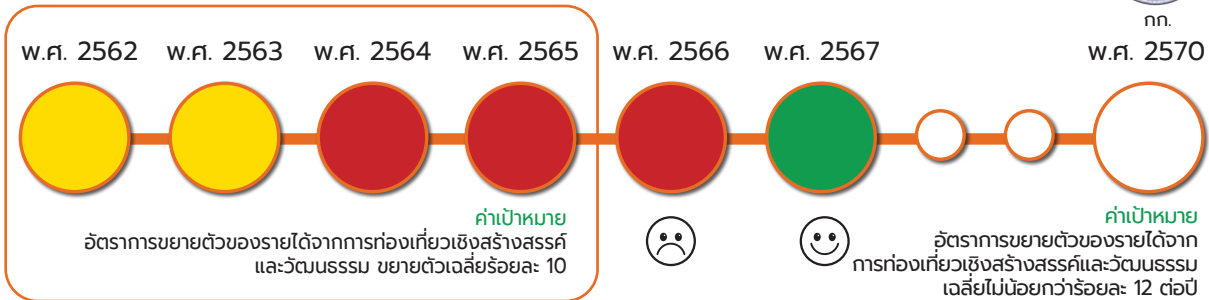 กก.
พ.ศ. 2562 พ.ศ. 2563 พ.ศ. 2564 พ.ศ. 2565 พ.ศ. 2566 พ.ศ. 2567 พ.ศ. 2570
ค่าเป้าหมาย
อัตราการขยายตัวของรายได้จากการท่องเที่ยวเชิงสร้างสรรค์
และวัฒนธรรม ขยายตัวเฉลี่ยร้อยละ 10
ค่าเป้าหมาย
อัตราการขยายตัวของรายได้จาก
การท่องเที่ยวเชิงสร้างสรรค์และวัฒนธรรม
เฉลี่ยไม่น้อยกว่าร้อยละ 12 ต่อปี